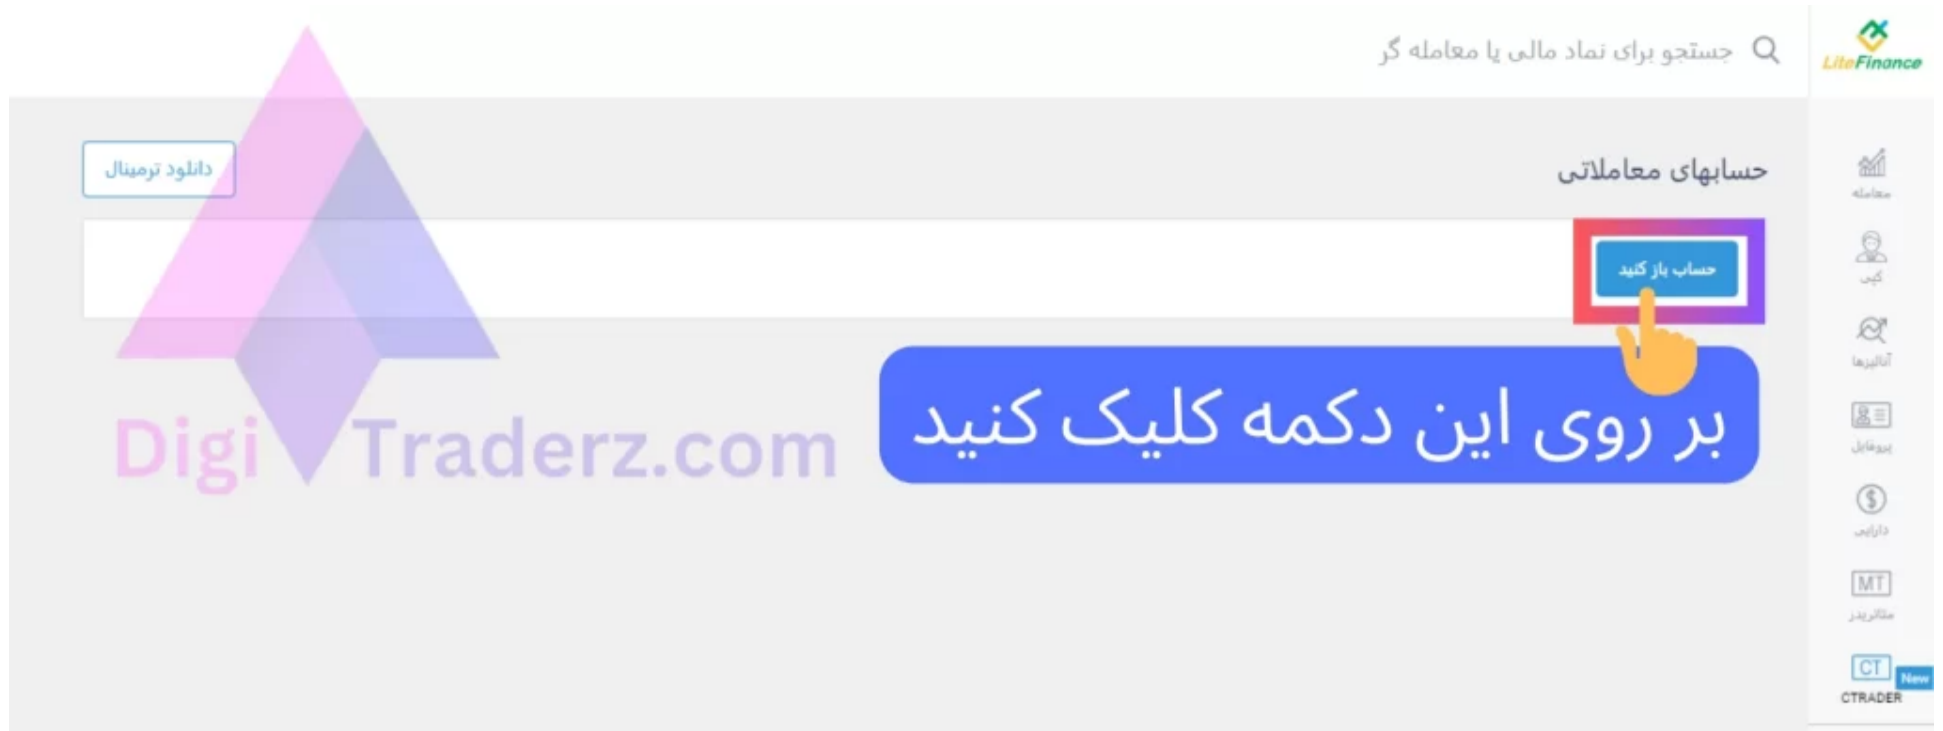 LiteFinance
جستجو برای نماد مالی یا معامله گر
حسابهای معاملاتی
دانلود ترمینال
حساب باز کنید
بر روی این دکمه کلیک کنید
Digi Traderz.com
معامله
کپی
آنالیزها
پروفایل
دارایی
MT
متاتریدر
CT
New
CTRADER